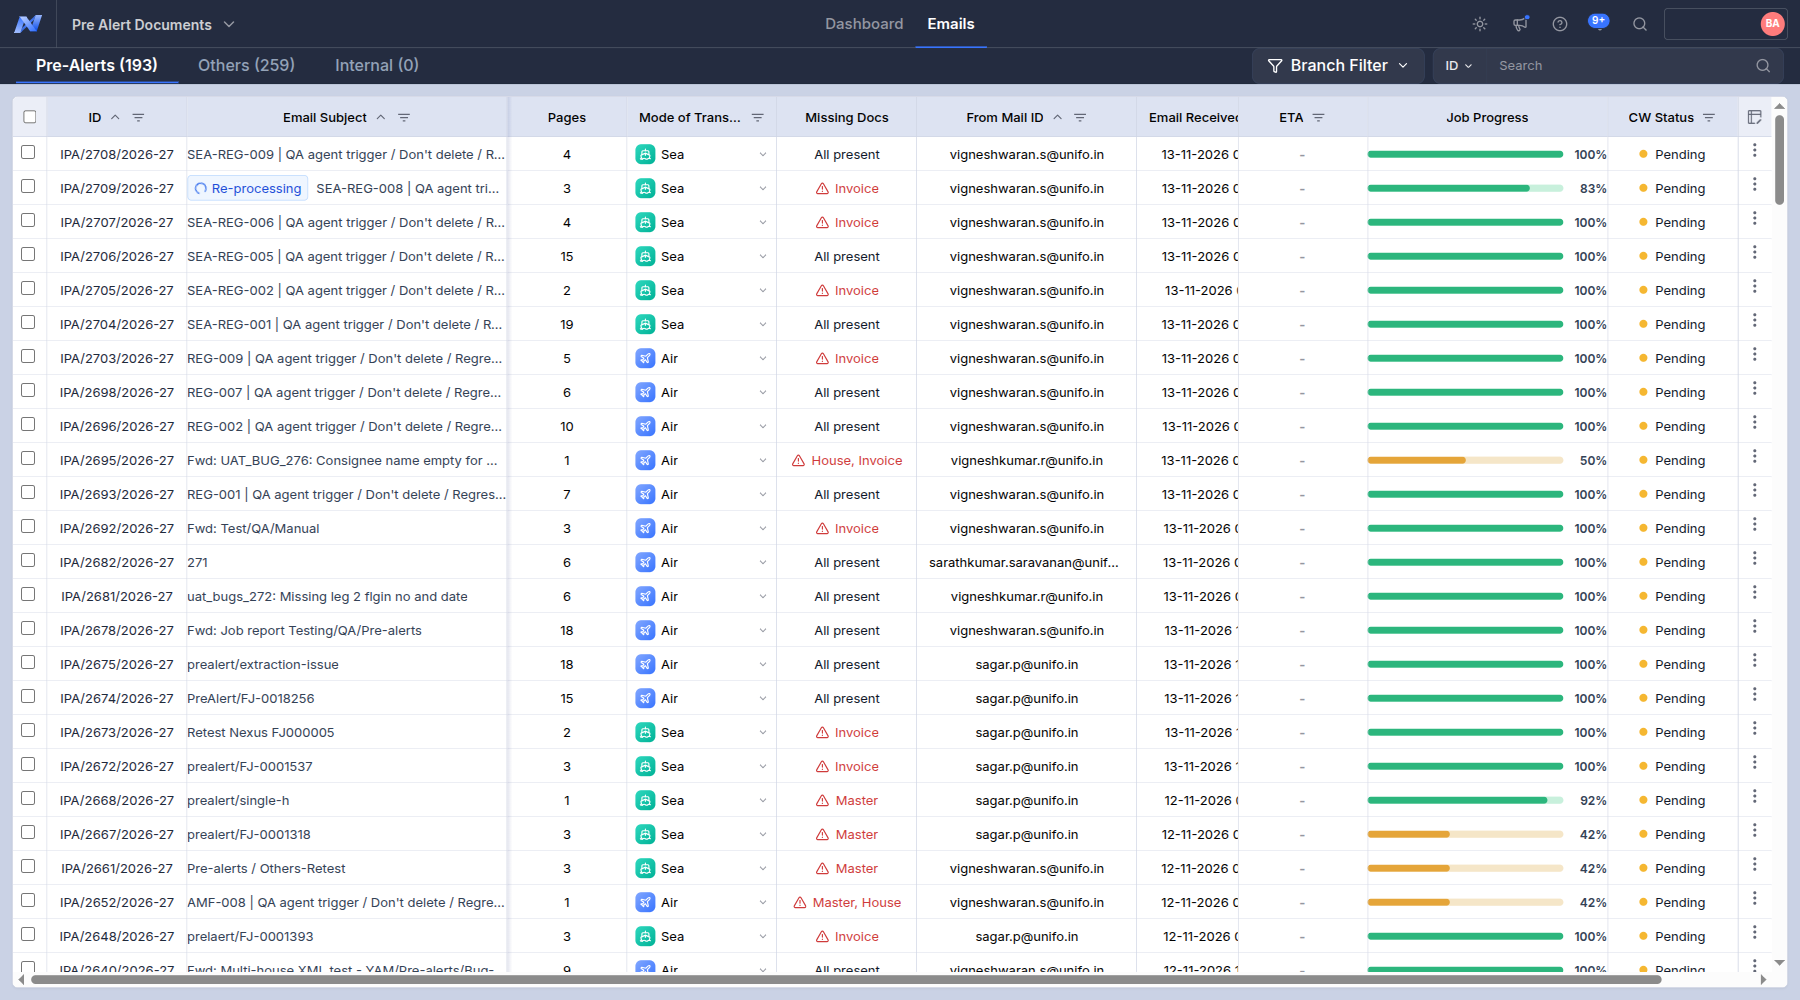 Pre Alert Documents
Dashboard
Emails
9+
BA
Pre-Alerts (193)
Others (259)
Internal (0)
Branch Filter
ID
Search
ID Email Subject Pages Mode of Trans... Missing Docs From Mail ID Email Received ETA Job Progress CW Status
IPA/2708/2026-27 SEA-REG-009 | QA agent trigger / Don't delete / R... 4 Sea All present vigneshwaran.s@unifo.in 13-11-2026 - 100% Pending
IPA/2709/2026-27 Re-processing SEA-REG-008 | QA agent tri... 3 Sea Invoice vigneshwaran.s@unifo.in 13-11-2026 - 83% Pending
IPA/2707/2026-27 SEA-REG-006 | QA agent trigger / Don't delete / R... 4 Sea Invoice vigneshwaran.s@unifo.in 13-11-2026 - 100% Pending
IPA/2706/2026-27 SEA-REG-005 | QA agent trigger / Don't delete / R... 15 Sea All present vigneshwaran.s@unifo.in 13-11-2026 - 100% Pending
IPA/2705/2026-27 SEA-REG-002 | QA agent trigger / Don't delete / R... 2 Sea Invoice vigneshwaran.s@unifo.in 13-11-2026 - 100% Pending
IPA/2704/2026-27 SEA-REG-001 | QA agent trigger / Don't delete / R... 19 Sea All present vigneshwaran.s@unifo.in 13-11-2026 - 100% Pending
IPA/2703/2026-27 REG-009 | QA agent trigger / Don't delete / Regre... 5 Air Invoice vigneshwaran.s@unifo.in 13-11-2026 - 100% Pending
IPA/2698/2026-27 REG-007 | QA agent trigger / Don't delete / Regre... 6 Air All present vigneshwaran.s@unifo.in 13-11-2026 - 100% Pending
IPA/2696/2026-27 REG-002 | QA agent trigger / Don't delete / Regre... 10 Air All present vigneshwaran.s@unifo.in 13-11-2026 - 100% Pending
IPA/2695/2026-27 Fwd: UAT_BUG_276: Consignee name empty for ... 1 Air House, Invoice vigneshkumar.r@unifo.in 13-11-2026 - 50% Pending
IPA/2693/2026-27 REG-001 | QA agent trigger / Don't delete / Regres... 7 Air All present vigneshwaran.s@unifo.in 13-11-2026 - 100% Pending
IPA/2692/2026-27 Fwd: Test/QA/Manual 3 Air Invoice vigneshwaran.s@unifo.in 13-11-2026 - 100% Pending
IPA/2682/2026-27 271 6 Air All present sarathkumar.saravanan@unif... 13-11-2026 - 100% Pending
IPA/2681/2026-27 uat_bugs_272: Missing leg 2 flgin no and date 6 Air All present vigneshkumar.r@unifo.in 13-11-2026 - 100% Pending
IPA/2678/2026-27 Fwd: Job report Testing/QA/Pre-alerts 18 Air All present vigneshwaran.s@unifo.in 13-11-2026 - 100% Pending
IPA/2675/2026-27 prealert/extraction-issue 18 Air All present sagar.p@unifo.in 13-11-2026 - 100% Pending
IPA/2674/2026-27 PreAlert/FJ-0018256 15 Air All present sagar.p@unifo.in 13-11-2026 - 100% Pending
IPA/2673/2026-27 Retest Nexus FJ000005 2 Sea Invoice sagar.p@unifo.in 13-11-2026 - 100% Pending
IPA/2672/2026-27 prealert/FJ-0001537 3 Sea Invoice sagar.p@unifo.in 13-11-2026 - 100% Pending
IPA/2668/2026-27 prealert/single-h 1 Sea Master sagar.p@unifo.in 12-11-2026 - 92% Pending
IPA/2667/2026-27 prealert/FJ-0001318 3 Sea Master sagar.p@unifo.in 12-11-2026 - 42% Pending
IPA/2661/2026-27 Pre-alerts / Others-Retest 3 Sea Master vigneshwaran.s@unifo.in 12-11-2026 - 42% Pending
IPA/2652/2026-27 AMF-008 | QA agent trigger / Don't delete / Regre... 1 Air Master, House vigneshwaran.s@unifo.in 12-11-2026 - 42% Pending
IPA/2648/2026-27 prelaert/FJ-0001393 3 Sea Invoice sagar.p@unifo.in 12-11-2026 - 100% Pending
IPA/2640/2026-27 Fwd: Multi-house XML test - YAM/Pre-alerts/Bug- 9 Air All present vigneshwaran.s@unifo.in 12-11-2026 - 100% Pending